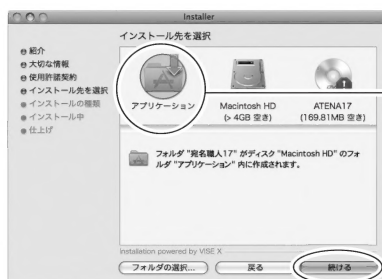 Installer
インストール先を選択
紹介
大切な情報
使用許諾契約
インストール先を選択
インストールの種類
インストール中
仕上げ
アプリケーション
Macintosh HD
(> 4GB 空き)
ATENA17
(169.81MB 空き)
フォルダ "宛名職人17" がディスク "Macintosh HD" のフォ
ルダ "アプリケーション" 内に作成されます。
Installation powered by VISE X
フォルダの選択...
戻る
続ける